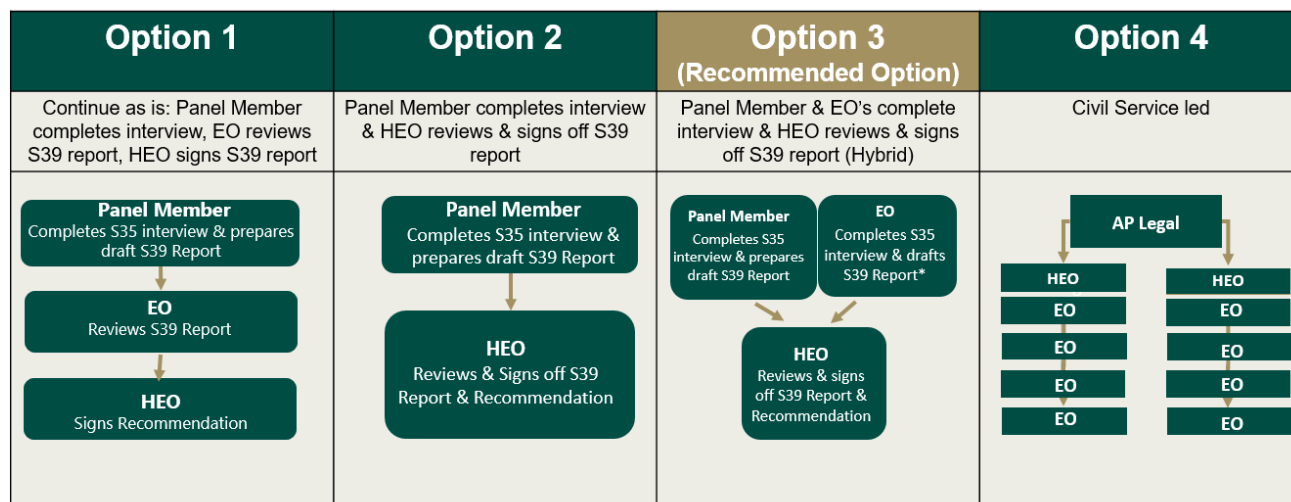 Option 1
Option 2
Option 3
(Recommended Option)
Option 4
Continue as is: Panel Member
completes interview, EO reviews
S39 report, HEO signs S39 report
Panel Member completes interview
& HEO reviews & signs off S39
report
Panel Member & EO's complete
interview & HEO reviews & signs
off S39 report (Hybrid)
Civil Service led
Panel Member
Completes S35 interview & prepares
draft S39 Report
EO
Reviews S39 Report
HEO
Signs Recommendation
Panel Member
Completes S35 interview &
prepares draft S39 Report
HEO
Reviews & Signs off S39
Report & Recommendation
Panel Member
Completes S35
interview & prepares
draft S39 Report
EO
Completes S35
interview & drafts
S39 Report*
HEO
Reviews & signs
off S39 Report &
Recommendation
AP Legal
HEO
EO
EO
EO
EO
HEO
EO
EO
EO
EO